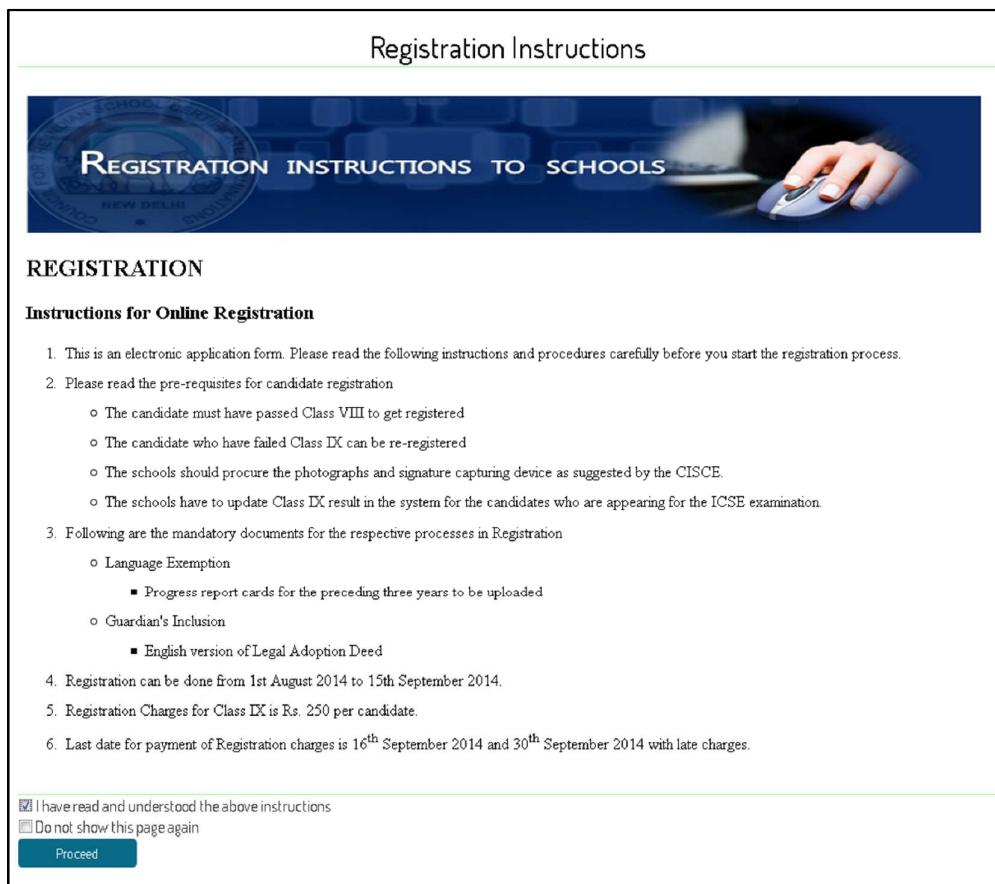 Registration Instructions
REGISTRATION INSTRUCTIONS TO SCHOOLS
NEW DELHI
REGISTRATION
Instructions for Online Registration
1. This is an electronic application form. Please read the following instructions and procedures carefully before you start the registration process.
2. Please read the pre-requisites for candidate registration
The candidate must have passed Class VIII to get registered
The candidate who have failed Class IX can be re-registered
The schools should procure the photographs and signature capturing device as suggested by the CISCE.
The schools have to update Class IX result in the system for the candidates who are appearing for the ICSE examination.
3. Following are the mandatory documents for the respective processes in Registration
Language Exemption
Progress report cards for the preceding three years to be uploaded
Guardian's Inclusion
English version of Legal Adoption Deed
4. Registration can be done from 1st August 2014 to 15th September 2014.
5. Registration Charges for Class IX is Rs. 250 per candidate.
6. Last date for payment of Registration charges is 16th September 2014 and 30th September 2014 with late charges.
I have read and understood the above instructions
Do not show this page again
Proceed